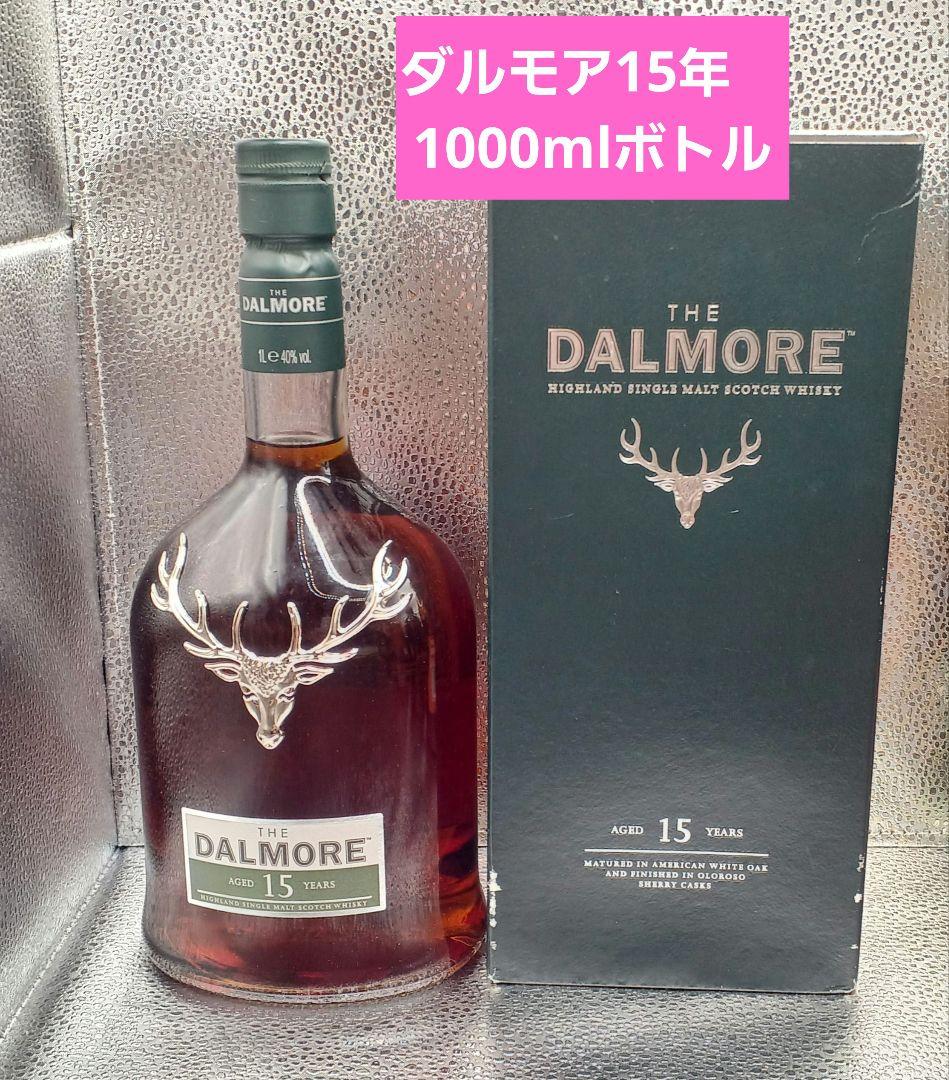 ダルモア15年
1000mlボトル
THE
DALMORE
1L e 40% vol.
THE
DALMORE™
AGED 15 YEARS
HIGHLAND SINGLE MALT SCOTCH WHISKY
THE
DALMORE™
HIGHLAND SINGLE MALT SCOTCH WHISKY
AGED 15 YEARS
MATURED IN AMERICAN WHITE OAK
AND FINISHED IN OLOROSO
SHERRY CASKS